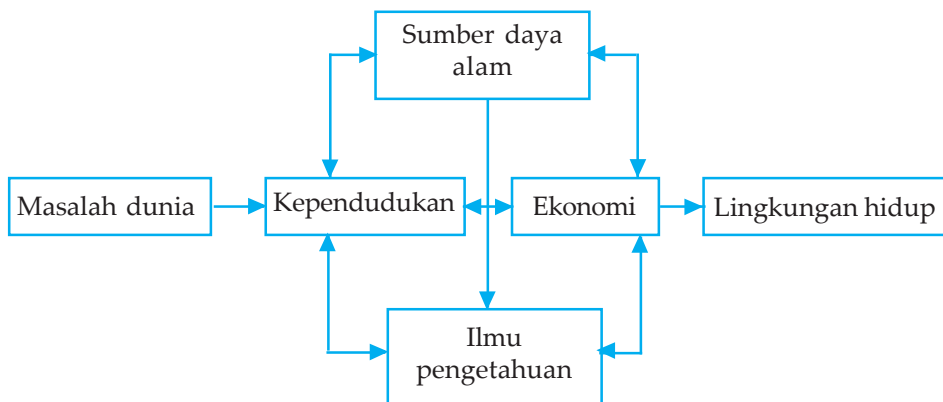 Sumber daya
alam
Masalah dunia
Kependudukan
Ekonomi
Lingkungan hidup
Ilmu
pengetahuan